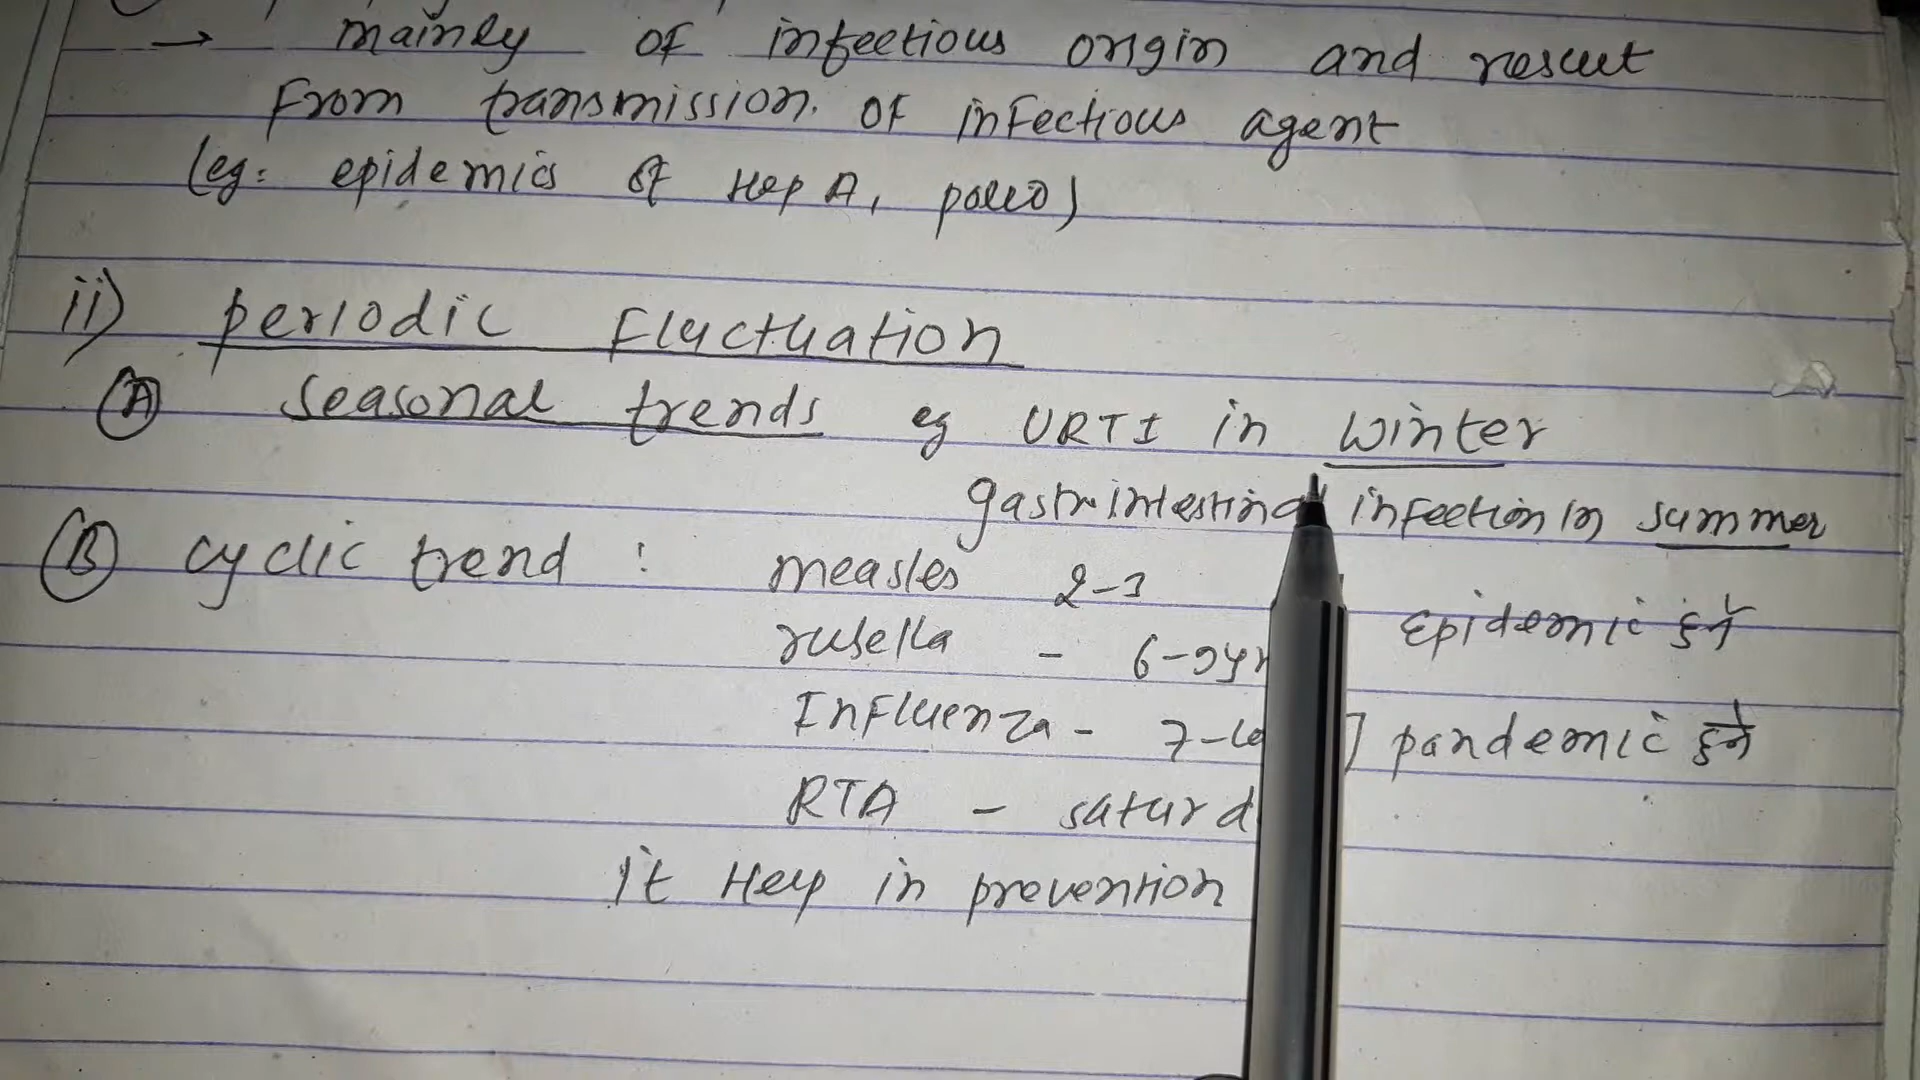 → mainly of infectious origin and result
from transmission. of infectious agent
(eg: epidemics of Hep A, polio)
ii) periodic Fluctuation
(A) seasonal trends eg URTI in winter
gastrintestinal infection in summer
(B) cyclic trend : measles 2-3
rubella - 6-9yr Epidemic हुने
Influenza - 7-10 ] pandemic हुने
RTA - saturd
it Help in prevention